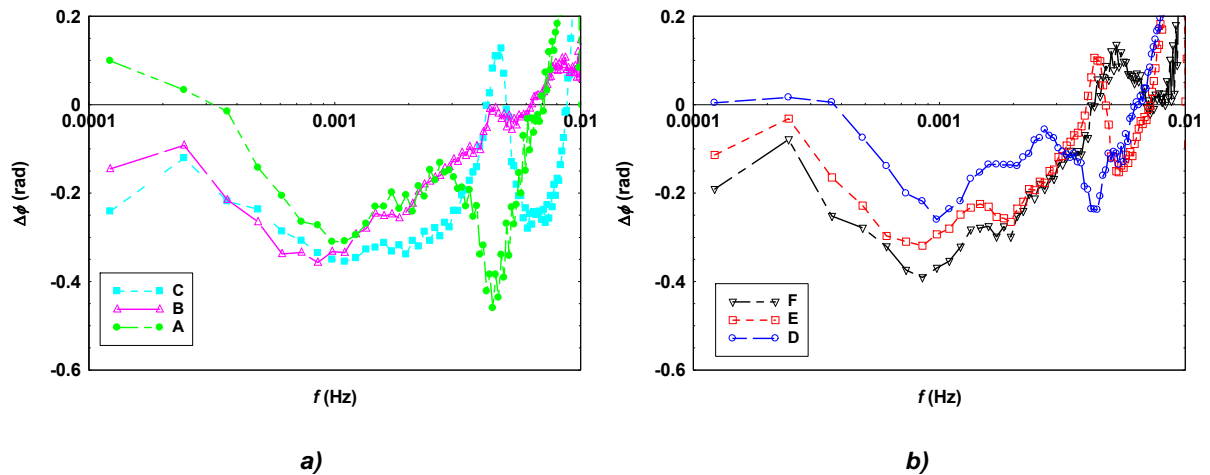 0.2
0
-0.2
-0.4
-0.6
Δϕ (rad)
0.0001
0.001
0.01
C
B
A
f (Hz)
a)
0.2
0
-0.2
-0.4
-0.6
Δϕ (rad)
0.0001
0.001
0.01
F
E
D
f (Hz)
b)